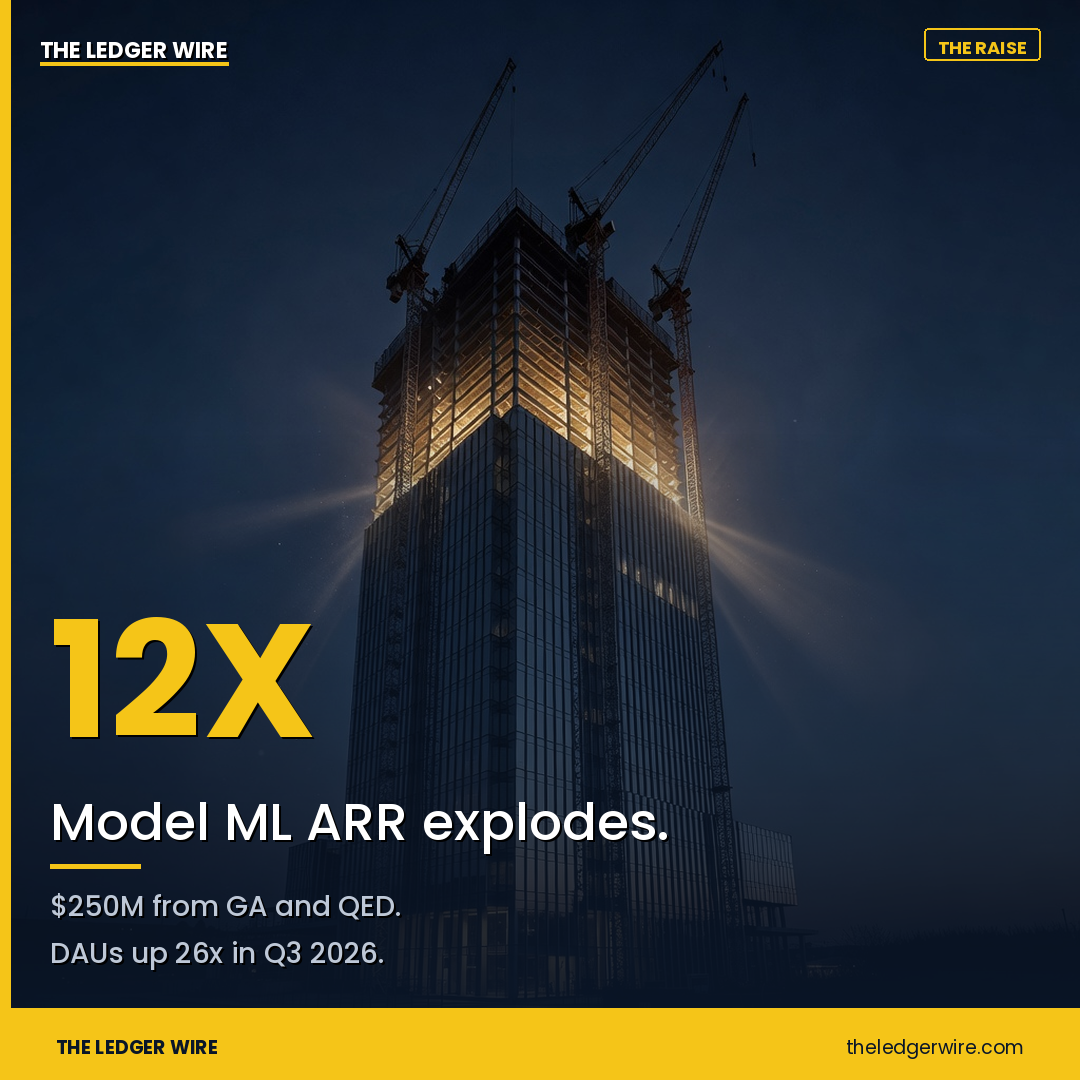 THE LEDGER WIRE
THE RAISE
12X
Model ML ARR explodes.
$250M from GA and QED.
DAUs up 26x in Q3 2026.
THE LEDGER WIRE
theledgerwire.com